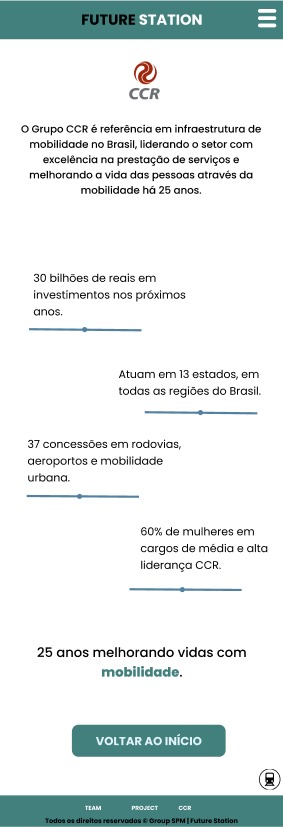 FUTURE STATION
CCR
O Grupo CCR é referência em infraestrutura de
mobilidade no Brasil, liderando o setor com
excelência na prestação de serviços e
melhorando a vida das pessoas através da
mobilidade há 25 anos.
30 bilhões de reais em
investimentos nos próximos
anos.
Atuam em 13 estados, em
todas as regiões do Brasil.
37 concessões em rodovias,
aeroportos e mobilidade
urbana.
60% de mulheres em
cargos de média e alta
liderança CCR.
25 anos melhorando vidas com
mobilidade.
VOLTAR AO INÍCIO
TEAM PROJECT CCR
Todos os direitos reservados © Group SPM | Future Station